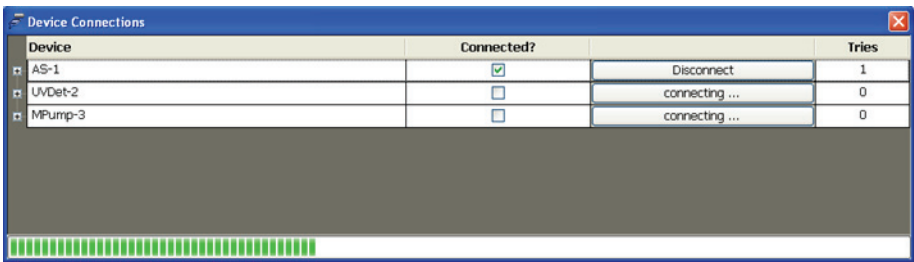 Device Connections
Device Connected? Tries
AS-1 Disconnect 1
UVDet-2 connecting ... 0
MPump-3 connecting ... 0